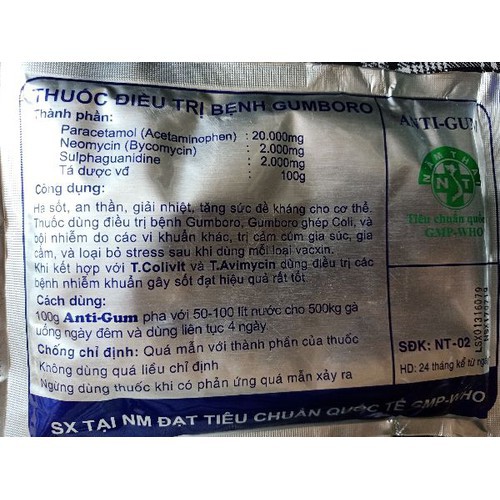 THUỐC ĐIỀU TRỊ BỆNH GUMBORO
Thành phần:
Paracetamol (Acetaminophen) : 20.000mg
Neomycin (Bycomycin) : 2.000mg
Sulphaguanidine : 2.000mg
Tá dược vđ 100g
Công dụng:
Hạ sốt, an thần, giải nhiệt, tăng sức đề kháng cho cơ thể.
Thuốc dùng điều trị bệnh Gumboro, Gumboro ghép Coli, và
bội nhiễm do các vi khuẩn khác, trị cảm cúm gia súc, gia
cầm, và loại bỏ stress sau khi dùng mỗi loại vacxin.
Khi kết hợp với T.Colivit và T.Avimycin dùng điều trị các
bệnh nhiễm khuẩn gây sốt đạt hiệu quả rất tốt
Cách dùng:
100g Anti-Gum pha với 50-100 lít nước cho 500kg gà
uống ngày đêm và dùng liên tục 4 ngày
Chống chỉ định: Quá mẫn với thành phần của thuốc
Không dùng quá liều chỉ định
Ngừng dùng thuốc khi có phản ứng quá mẫn xảy ra
SX TẠI NM ĐẠT TIÊU CHUẨN QUỐC TẾ GMP-WHO
ANTI-GUM
NAM THÁI
NT
Tiêu chuẩn quốc
GMP-WHO
SĐK: NT-02
HD: 24 tháng kể từ
LSX01316079